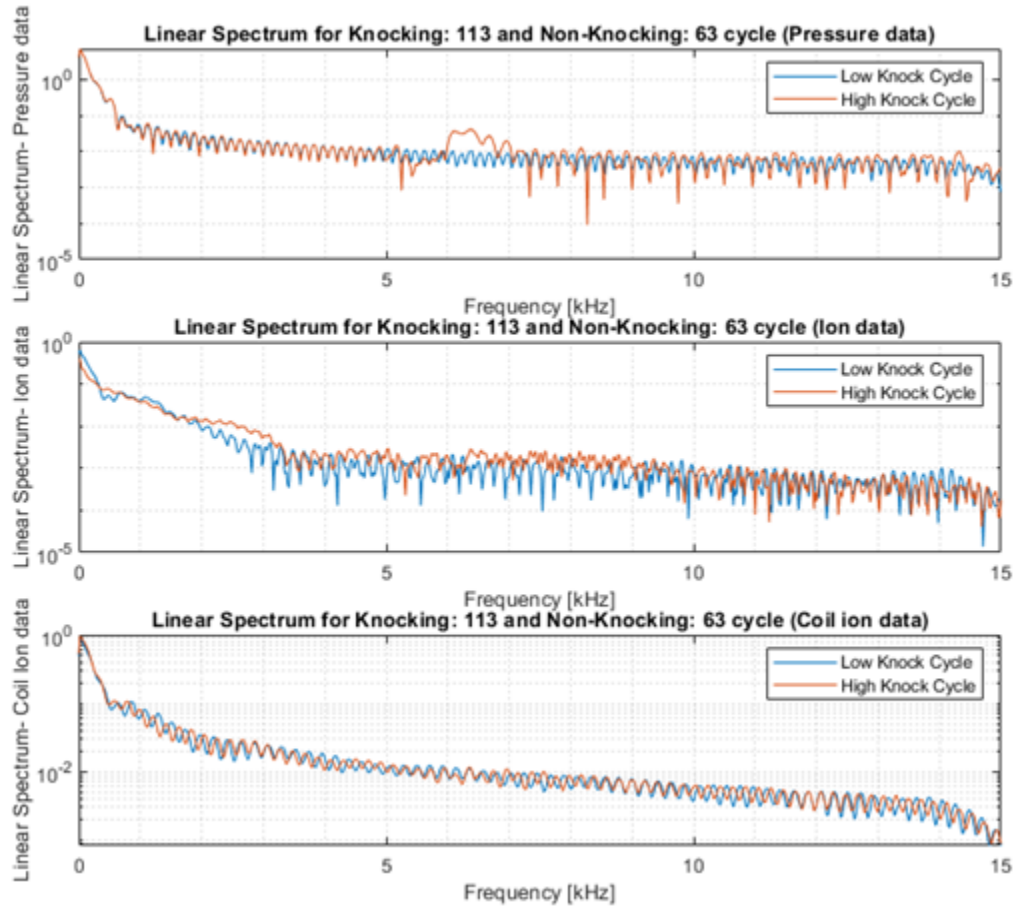 Linear Spectrum for Knocking: 113 and Non-Knocking: 63 cycle (Pressure data)
Linear Spectrum- Pressure data
10^0
10^-5
Low Knock Cycle
High Knock Cycle
0 5 10 15
Frequency [kHz]
Linear Spectrum for Knocking: 113 and Non-Knocking: 63 cycle (Ion data)
Linear Spectrum- Ion data
10^0
10^-5
Low Knock Cycle
High Knock Cycle
0 5 10 15
Frequency [kHz]
Linear Spectrum for Knocking: 113 and Non-Knocking: 63 cycle (Coil ion data)
Linear Spectrum- Coil Ion data
10^0
10^-2
Low Knock Cycle
High Knock Cycle
0 5 10 15
Frequency [kHz]